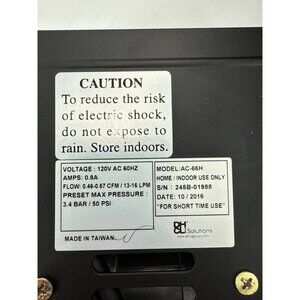 CAUTION
To reduce the risk
of electric shock,
do not expose to
rain. Store indoors.
VOLTAGE : 120V AC 60HZ
AMPS: 0.8A
FLOW: 0.46-0.57 CFM / 13-16 LPM
PRESET MAX PRESSURE :
3.4 BAR / 50 PSI
MADE IN TAIWAN
MODEL: AC-66H
HOME / INDOOR USE ONLY
S/N : 245B-01988
DATE: 10 / 2016
"FOR SHORT TIME USE"
Solutions